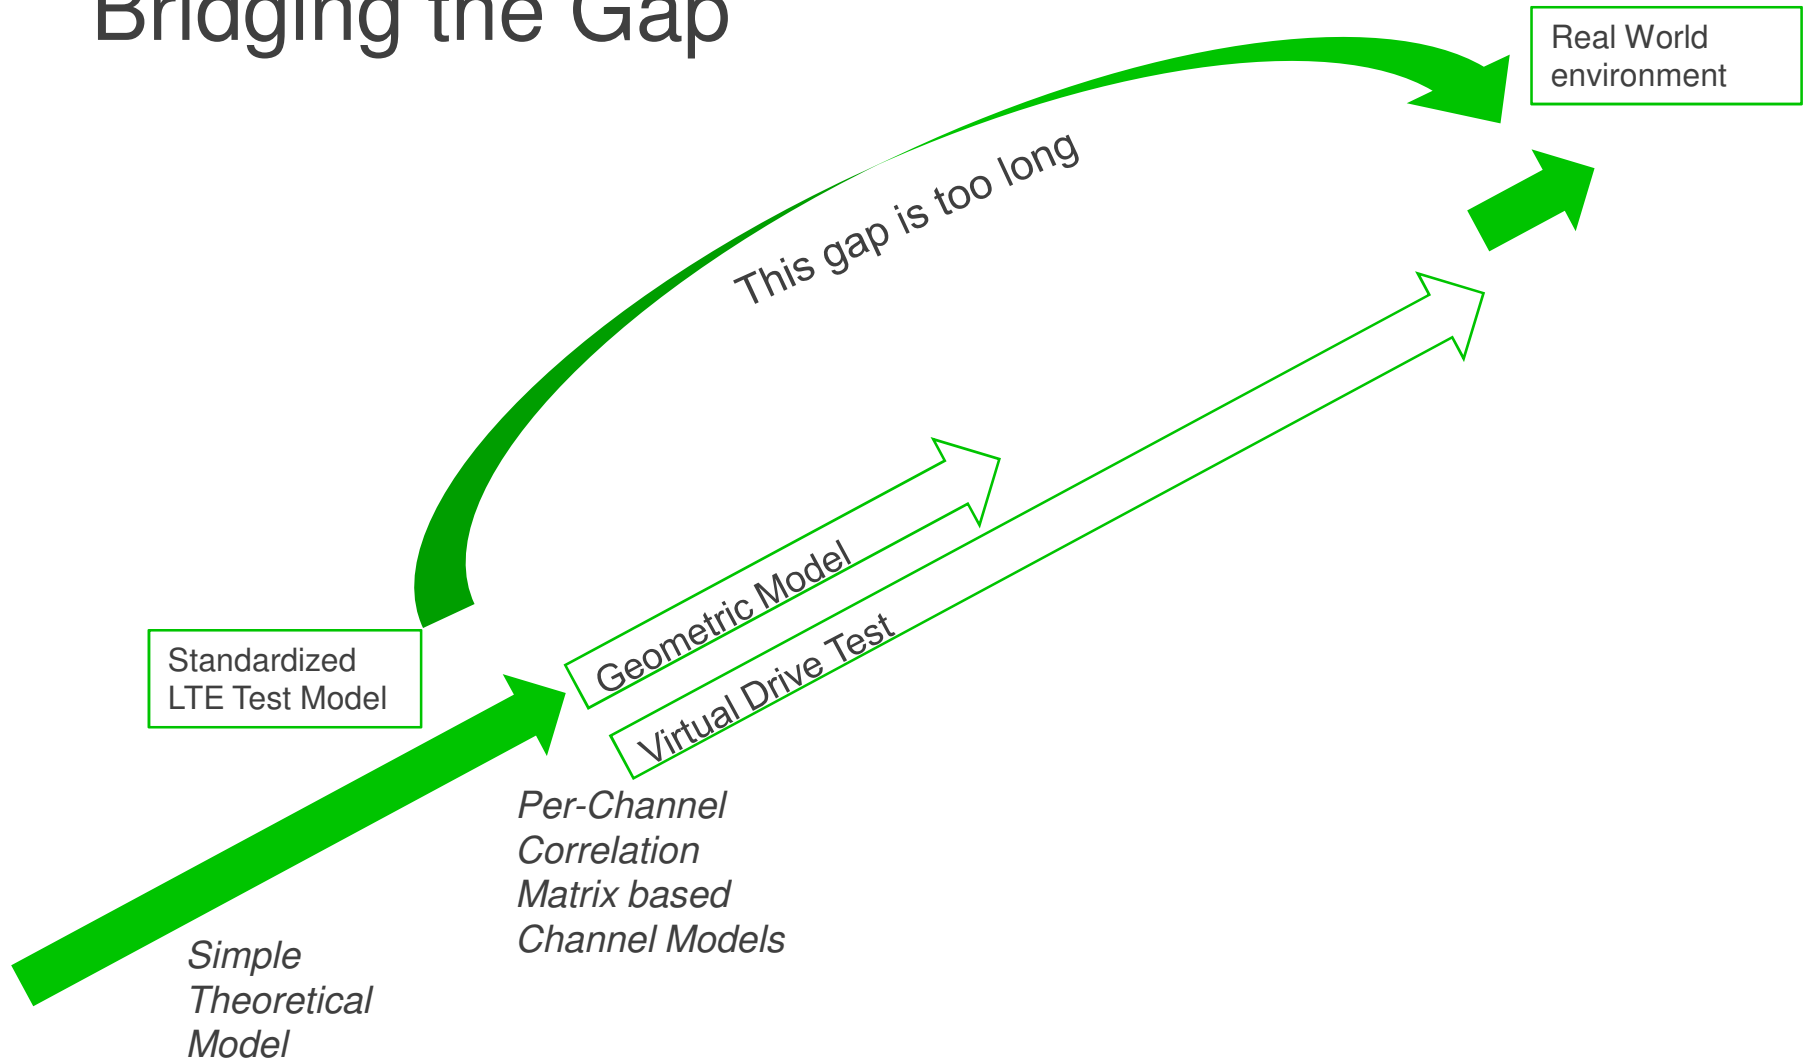 Bridging the Gap
Real World
environment
This gap is too long
Geometric Model
Virtual Drive Test
Standardized
LTE Test Model
Per-Channel
Correlation
Matrix based
Channel Models
Simple
Theoretical
Model